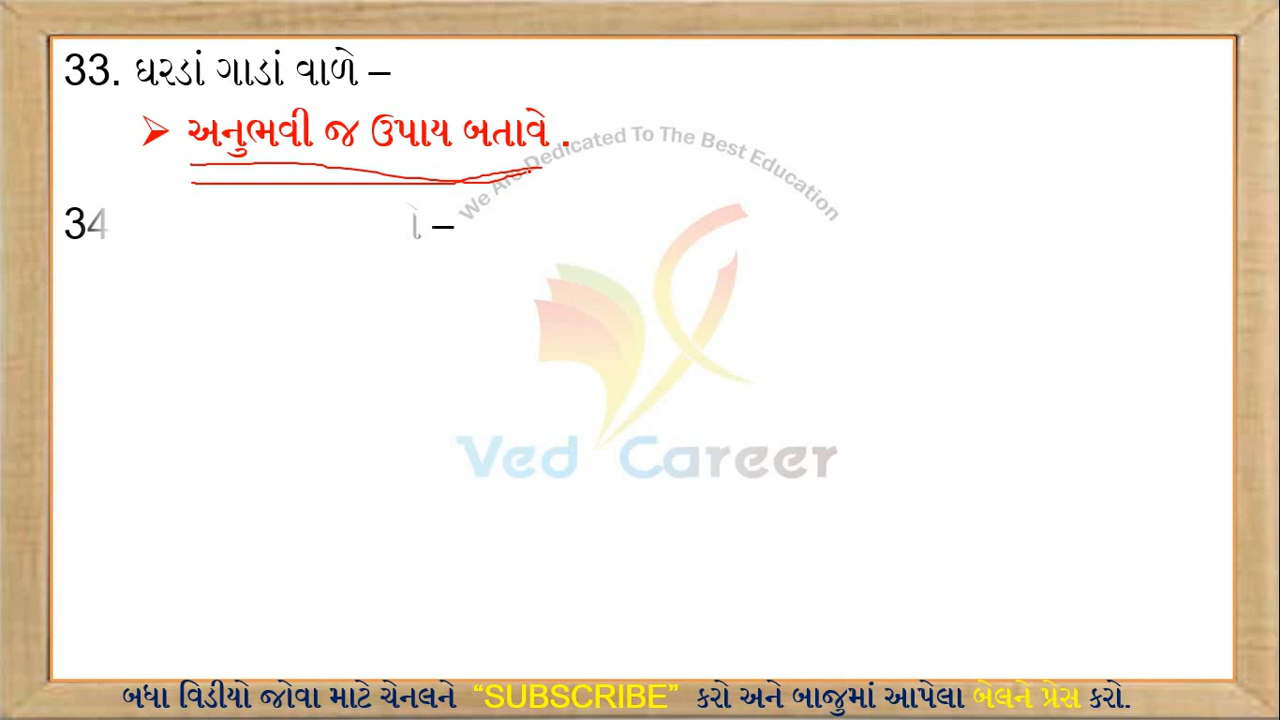 33. ઘરડાં ગાડાં વાળે –
➢ અનુભવી જ ઉપાય બતાવે .
We Are Dedicated To The Best Education
34 –
Ved Career
બધા વિડીયો જોવા માટે ચેનલને “SUBSCRIBE” કરો અને બાજુમાં આપેલા બેલને પ્રેસ કરો.